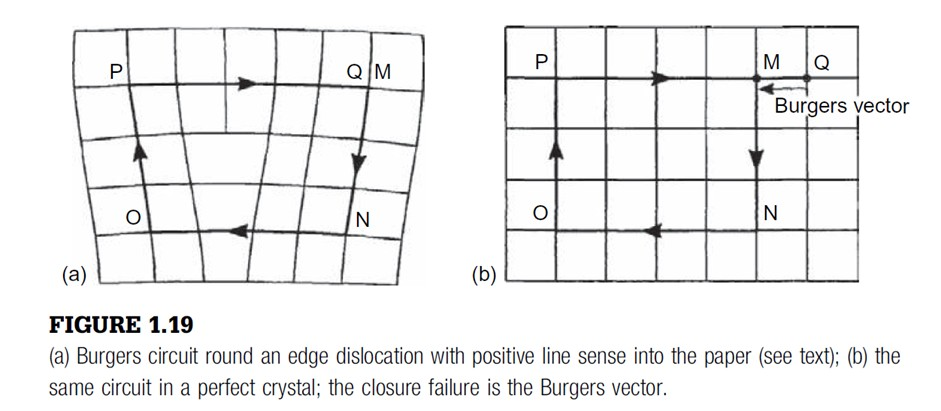 P Q M
O N
(a)
P M Q
Burgers vector
O N
(b)
FIGURE 1.19
(a) Burgers circuit round an edge dislocation with positive line sense into the paper (see text); (b) the
same circuit in a perfect crystal; the closure failure is the Burgers vector.